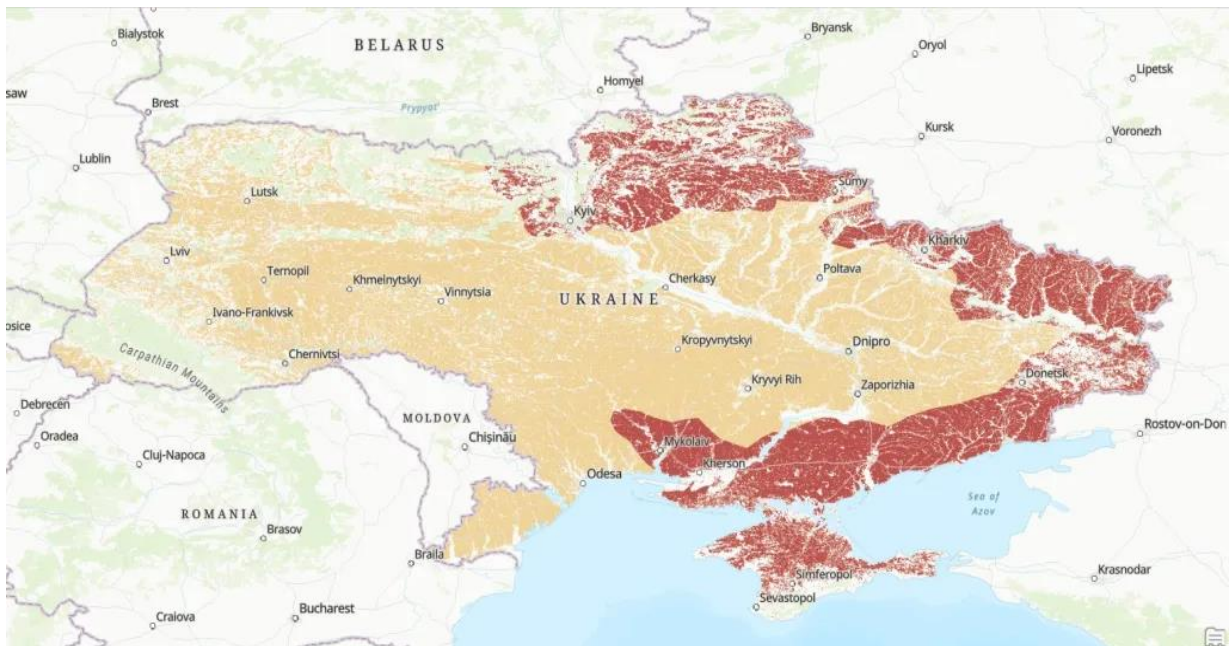 Bialystok
BELARUS
Bryansk
Oryol
Homyel
Lipetsk
saw
Brest
Prypyat'
Kursk
Voronezh
Lublin
Lutsk
Sumy
Kyiv
Lviv
Kharkiv
Ternopil
Khmeinytskyi
Vinnytsia
Cherkasy
Poltava
UKRAINE
Ivano-Frankivsk
osice
Chernivtsi
Kropyvnytskyi
Dnipro
Carpathian Mountains
Donetsk
Kryvyi Rih
Zaporizhia
Debrecen
MOLDOVA
Oradea
Chișinău
Mykolaiv
Rostov-on-Don
Cluj-Napoca
Kherson
Odesa
Sea of
Azov
ROMANIA
Brasov
Braila
Simferopol
Krasnodar
Sevastopol
Craiova
Bucharest